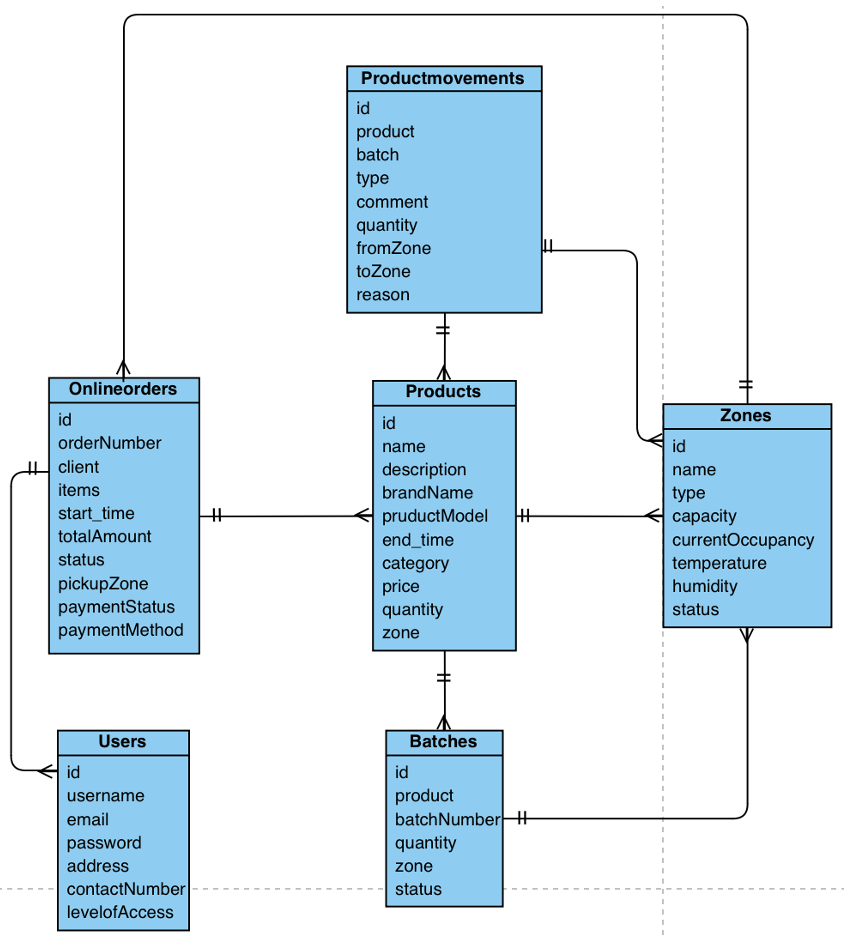 Productmovements
id
product
batch
type
comment
quantity
fromZone
toZone
reason
Onlineorders
id
orderNumber
client
items
start_time
totalAmount
status
pickupZone
paymentStatus
paymentMethod
Products
id
name
description
brandName
pruductModel
end_time
category
price
quantity
zone
Zones
id
name
type
capacity
currentOccupancy
temperature
humidity
status
Users
id
username
email
password
address
contactNumber
levelofAccess
Batches
id
product
batchNumber
quantity
zone
status